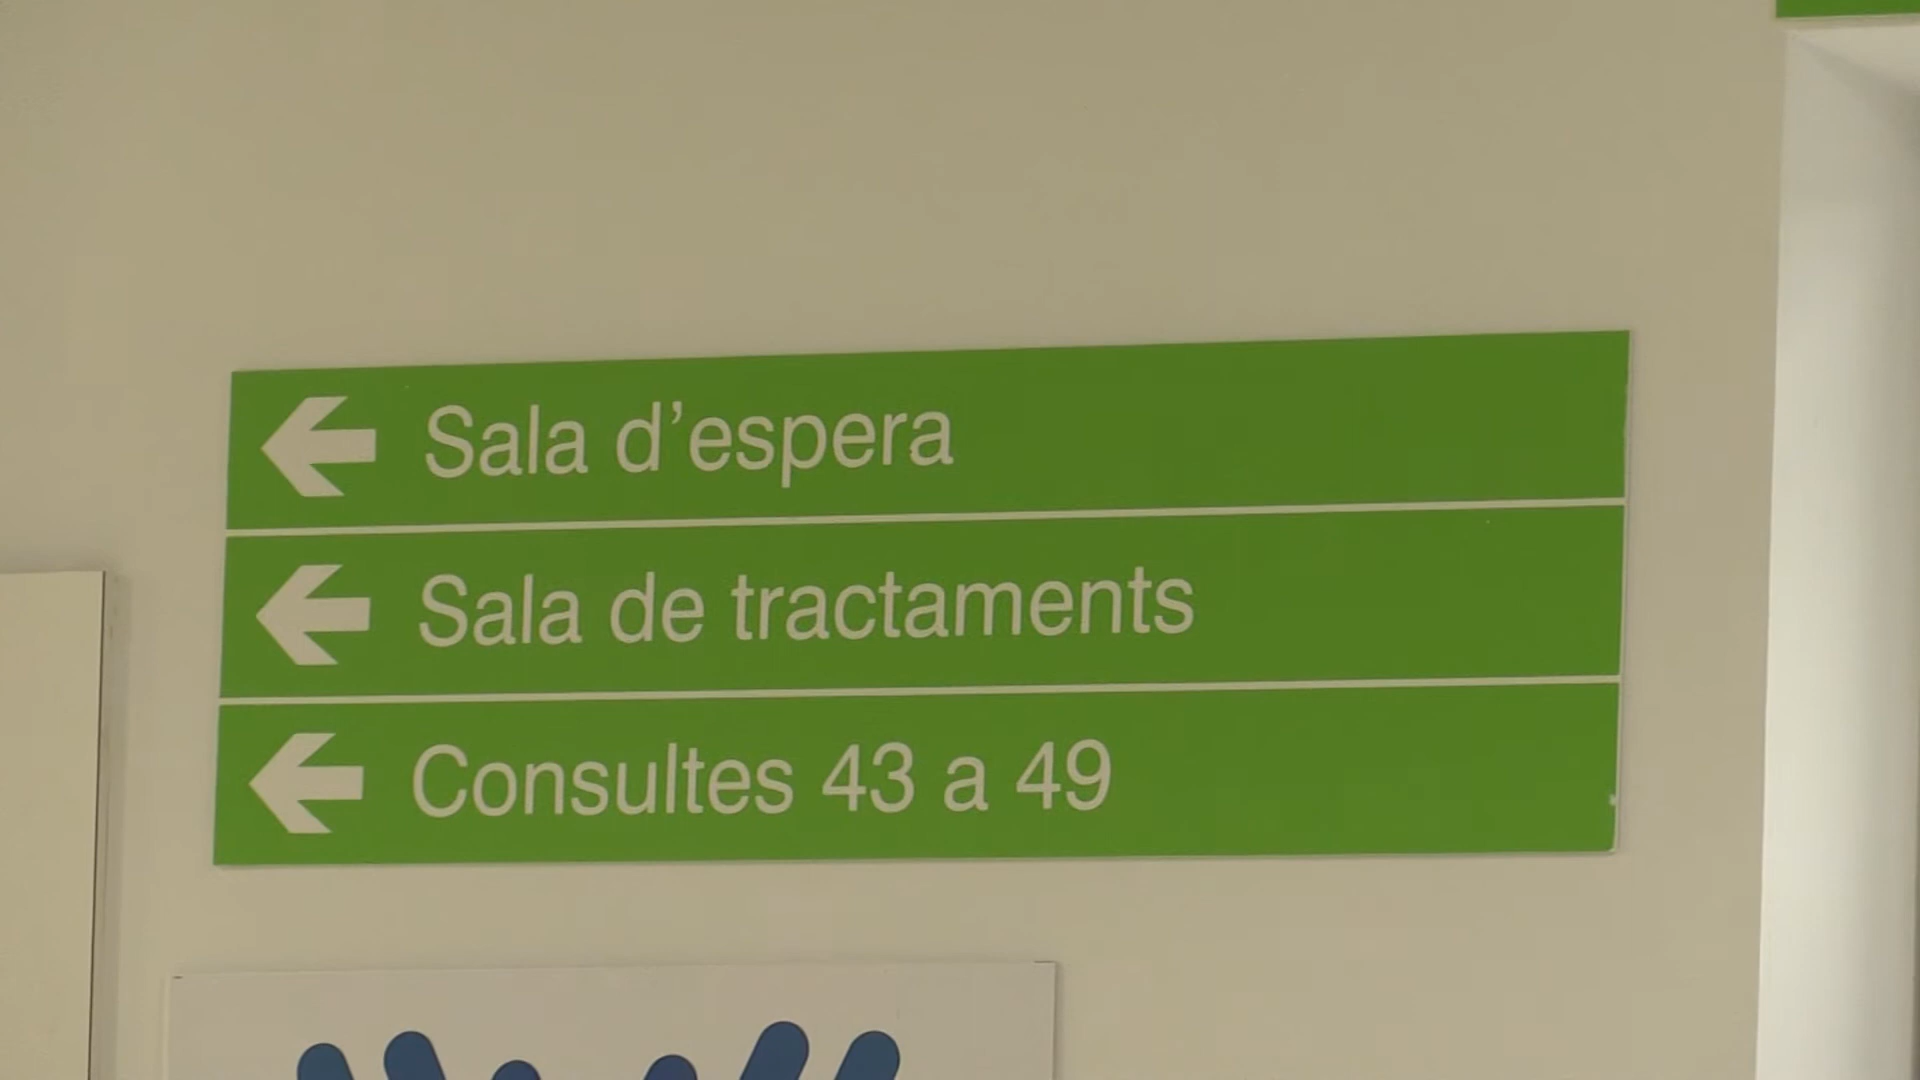 Sala d’espera
Sala de tractaments
Consultes 43 a 49